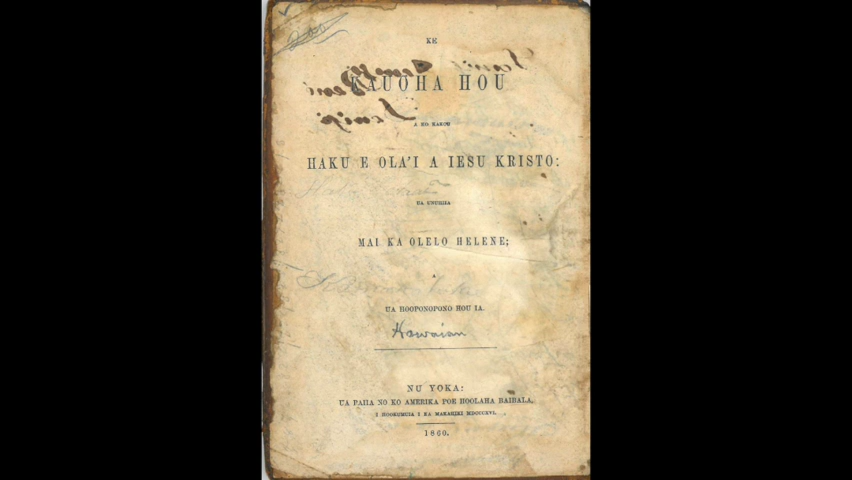 KE
KAUOHA HOU
A KO KAKOU
HAKU E OLA'I A IESU KRISTO:
UA UNUHIIA
MAI KA OLELO HELENE;
A
UA HOOPONOPONO HOU IA.
Hawaian
NU YOKA:
UA PAIIA NO KO AMERIKA POE HOOLAHA BAIBALA,
I HOOKUMUIA I KA MAKAHIKI MDCCCXVI.
1860.